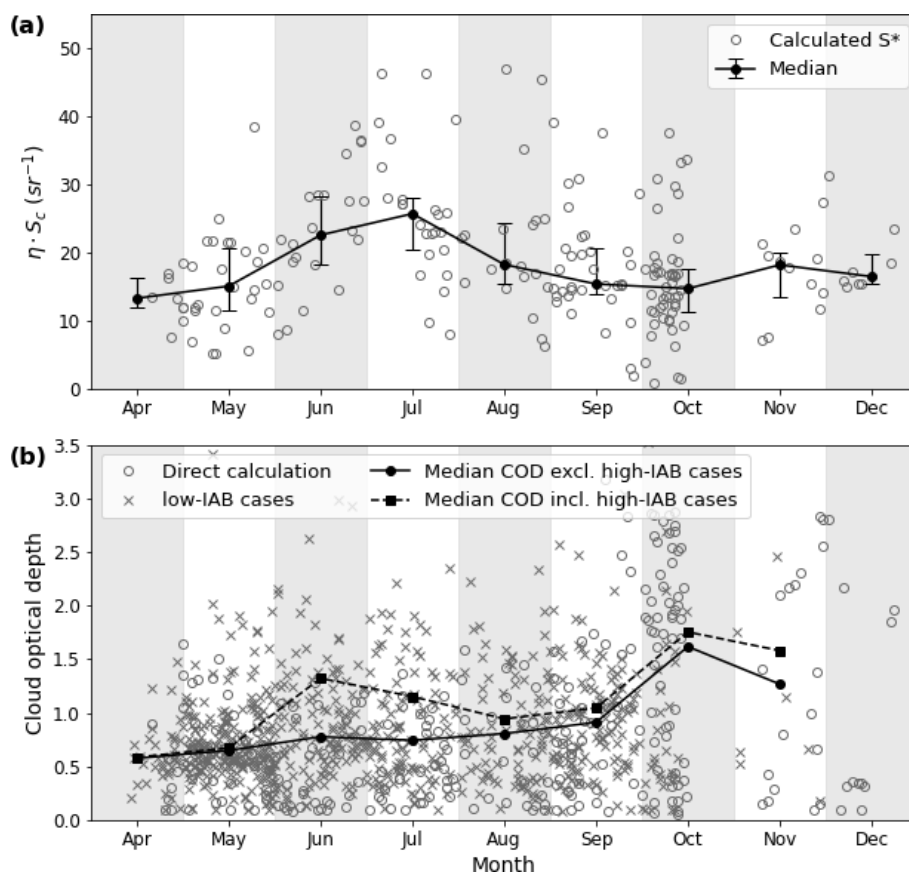 (a)
Calculated S*
Median
50
40
30
20
10
0
η · S_c (sr⁻¹)
Apr May Jun Jul Aug Sep Oct Nov Dec
(b)
Direct calculation
low-IAB cases
Median COD excl. high-IAB cases
Median COD incl. high-IAB cases
3.5
3.0
2.5
2.0
1.5
1.0
0.5
0.0
Cloud optical depth
Apr May Jun Jul Aug Sep Oct Nov Dec
Month